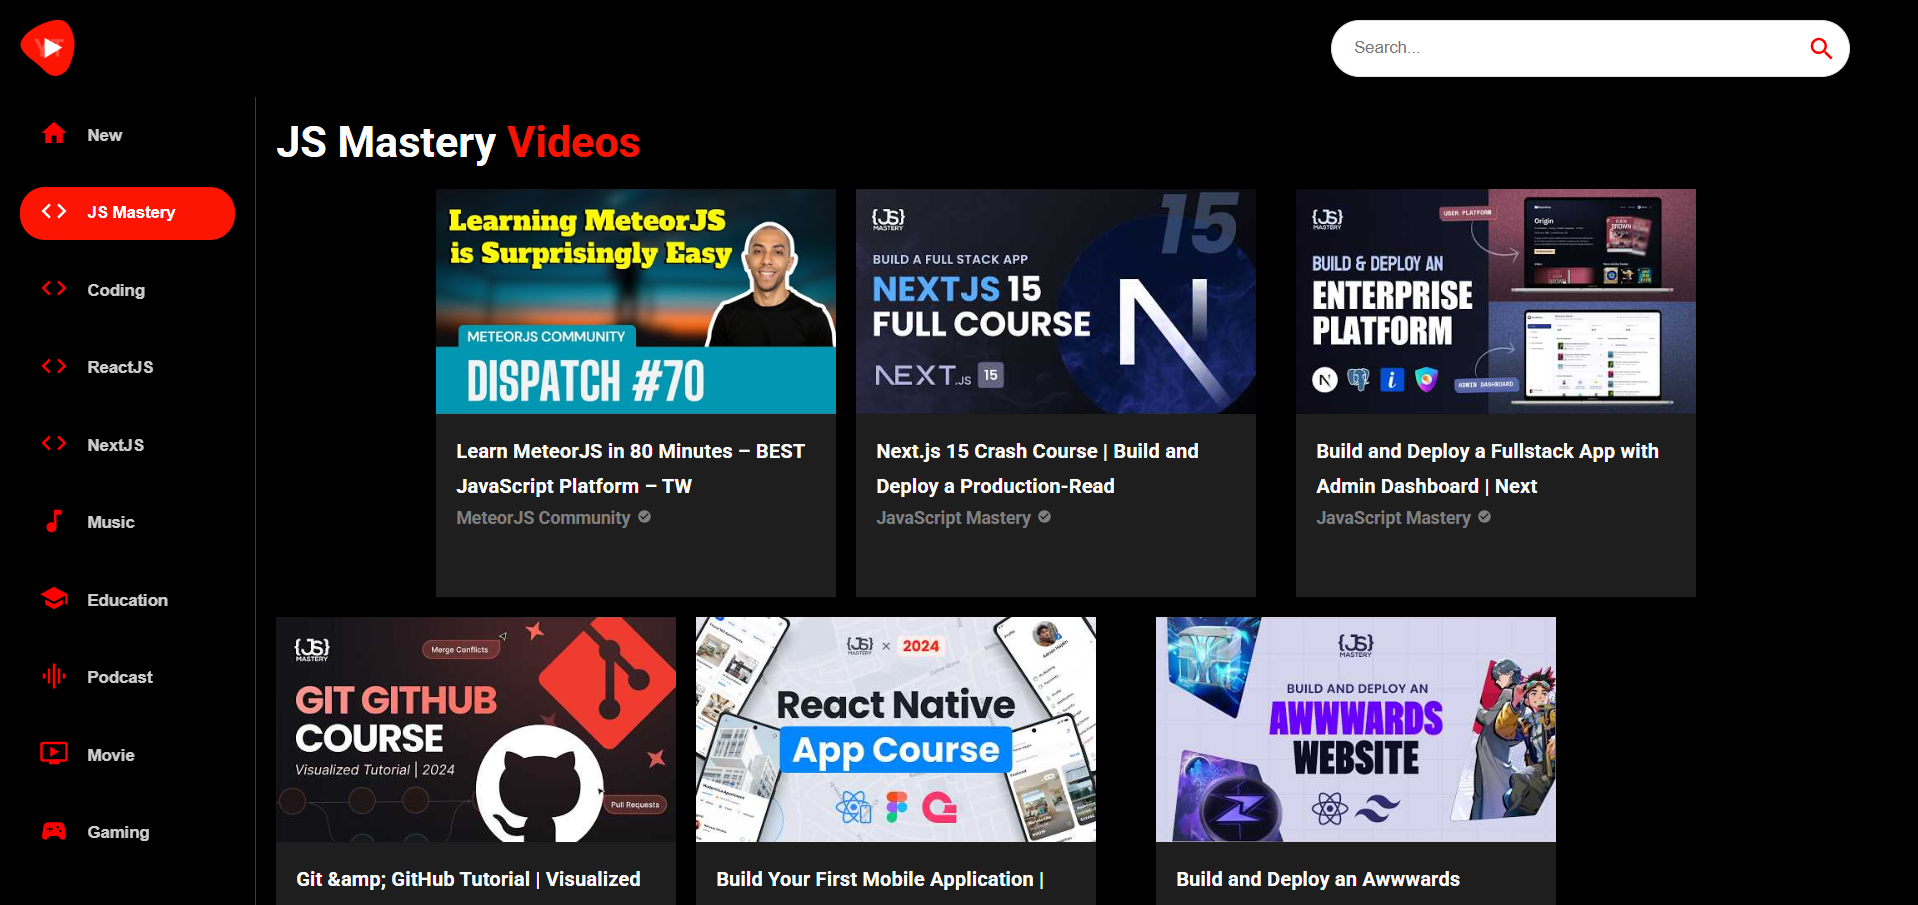 YT
Search...
New
JS Mastery
Coding
ReactJS
NextJS
Music
Education
Podcast
Movie
Gaming
JS Mastery Videos
Learning MeteorJS
is Surprisingly Easy
METEORJS COMMUNITY
DISPATCH #70
Learn MeteorJS in 80 Minutes – BEST
JavaScript Platform – TW
MeteorJS Community
{JS}
MASTERY
15
BUILD A FULL STACK APP
NEXTJS 15
FULL COURSE
NEXT.JS 15
N
Next.js 15 Crash Course | Build and
Deploy a Production-Read
JavaScript Mastery
{JS}
MASTERY
BUILD & DEPLOY AN
ENTERPRISE
PLATFORM
N
i
USER PLATFORM
Origin
BROWN
ADMIN DASHBOARD
Build and Deploy a Fullstack App with
Admin Dashboard | Next
JavaScript Mastery
{JS}
MASTERY
Merge Conflicts
GIT GITHUB
COURSE
Visualized Tutorial | 2024
Pull Requests
Git &amp; GitHub Tutorial | Visualized
{JS}
MASTERY
× 2024
React Native
App Course
Profile
Featured
Build Your First Mobile Application |
{JS}
MASTERY
BUILD AND DEPLOY AN
AWWWARDS
WEBSITE
Build and Deploy an Awwwards